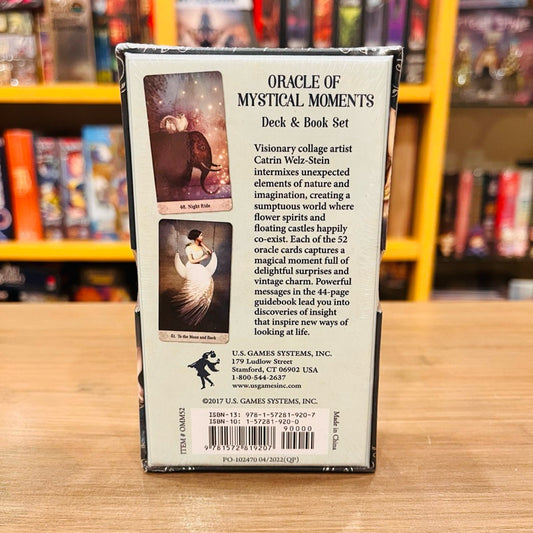 ORACLE OF
MYSTICAL MOMENTS
Deck & Book Set
Visionary collage artist
Catrin Welz-Stein
intermixes unexpected
elements of nature and
imagination, creating a
sumptuous world where
flower spirits and
floating castles happily
co-exist. Each of the 52
oracle cards captures a
magical moment full of
delightful surprises and
vintage charm. Powerful
messages in the 44-page
guidebook lead you into
discoveries of insight
that inspire new ways of
looking at life.
40. Night Ride
51. To the Moon and Back
U.S. GAMES SYSTEMS, INC.
179 Ludlow Street
Stamford, CT 06902 USA
1-800-544-2637
www.usgamesinc.com
©2017 U.S. GAMES SYSTEMS, INC.
ITEM # OMM52
ISBN-13: 978-1-57281-920-7
ISBN-10: 1-57281-920-0
90000
9 781572 819207
Made in China
PO-102470 04/2022(QP)